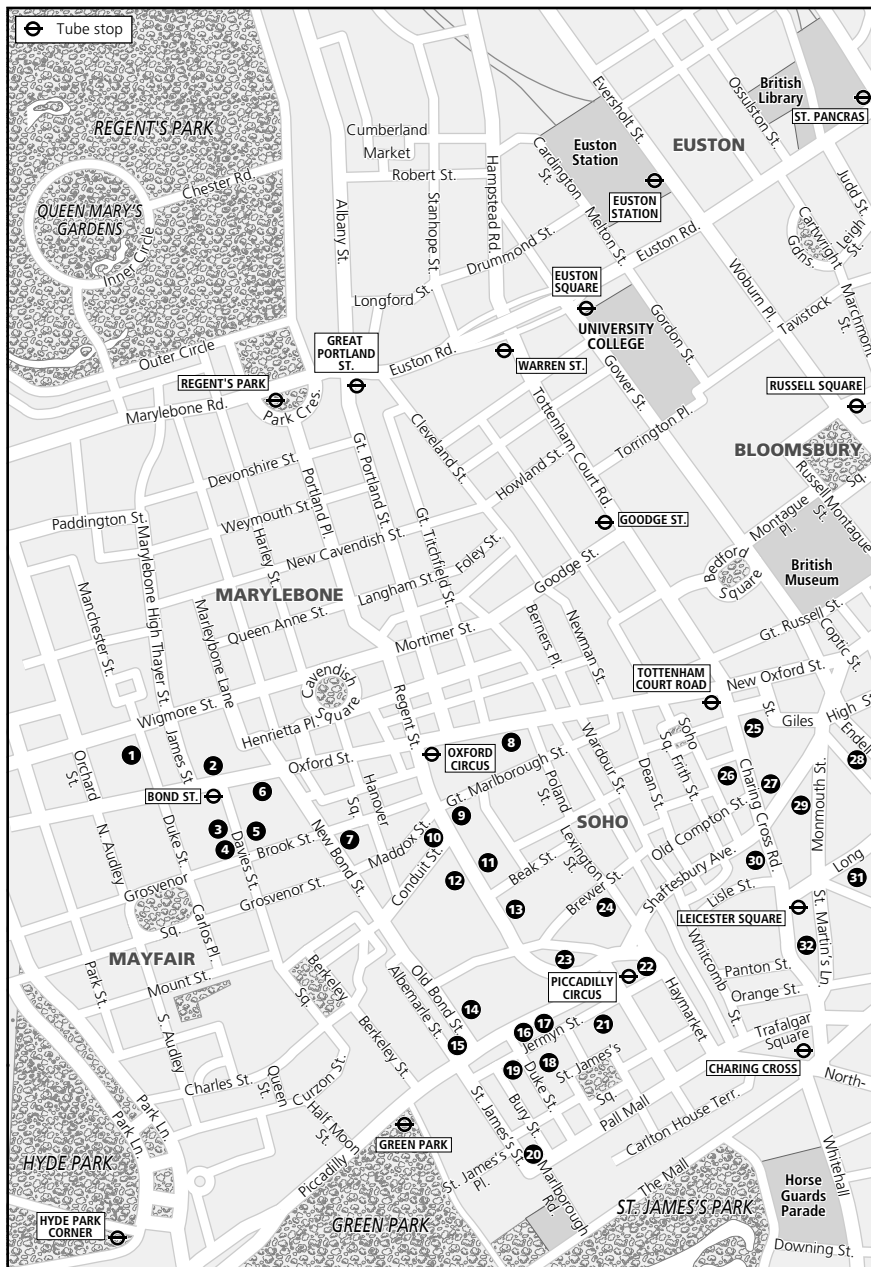 Tube stop
REGENT'S PARK
Chester Rd.
QUEEN MARY'S
GARDENS
Inner Circle
Outer Circle
Cumberland
Market
Robert St.
Albany St.
Stanhope St.
Hampstead Rd.
Cardington
St.
Euston
Station
Eversholt St.
EUSTON
EUSTON
STATION
Ossulston St.
British
Library
ST. PANCRAS
Judd St.
Leigh
St.
Cartwright
Gdns.
Melton St.
Drummond St.
Euston Rd.
Longford St.
EUSTON
SQUARE
UNIVERSITY
COLLEGE
Gordon St.
Woburn Pl.
Tavistock
Marchmont
St.
GREAT
PORTLAND
ST.
Euston Rd.
WARREN ST.
Gower St.
REGENT'S PARK
Marylebone Rd.
Park Cres.
RUSSELL SQUARE
Cleveland St.
Tottenham Court Rd.
Torrington Pl.
BLOOMSBURY
Russell
Sq.
Devonshire St.
Portland Pl.
Gt. Portland St.
Howland St.
Paddington St.
Weymouth St.
GOODGE ST.
Montague
Pl.
Russell
St.
Montague
Marylebone High
Harley St.
New Cavendish St.
Gt. Titchfield St.
Foley St.
Goodge St.
Bedford
Square
British
Museum
Manchester St.
MARYLEBONE
Langham St.
Thayer St.
Marleybone Lane
Queen Anne St.
Mortimer St.
Berners Pl.
Newman St.
Gt. Russell St.
Coptic St.
Wigmore St.
Cavendish
Square
Regent St.
TOTTENHAM
COURT ROAD
New Oxford St.
Henrietta Pl.
Wardour St.
Soho
Sq.
St.
Giles
High St.
Endell
1
Orchard
St.
James St.
2
Oxford St.
OXFORD
CIRCUS
8
25
28
BOND ST.
6
Hanover
Sq.
Gt. Marlborough St.
Poland
St.
Dean St.
Frith St.
26
27
N. Audley
Duke St.
3
4
5
Davies St.
Brook St.
New Bond St.
7
Maddox St.
10
9
SOHO
Old Compton St.
Charing Cross Rd.
29
Monmouth St.
Grosvenor
Sq.
Grosvenor St.
Conduit St.
12
11
Beak St.
Lexington
St.
Shaftesbury Ave.
30
Long
31
13
Brewer St.
24
Lisle St.
LEICESTER SQUARE
MAYFAIR
Carlos Pl.
St. Martin's Ln.
32
Park St.
Mount St.
Berkeley
Sq.
Old Bond St.
Albemarle St.
23
PICCADILLY
CIRCUS
22
Whitcomb
St.
Panton St.
Orange St.
Haymarket
S. Audley
Berkeley St.
14
15
16
17
Jermyn St.
21
Trafalgar
Square
CHARING CROSS
Charles St.
Queen
St.
Curzon St.
Half Moon
St.
19
18
Duke St.
St. James's
Sq.
Pall Mall
North-
Park Ln.
Park Ln.
St. James's St.
Bury St.
Carlton House Terr.
GREEN PARK
HYDE PARK
Piccadilly
St. James's
Pl.
20
Marlborough
Rd.
The Mall
Whitehall
HYDE PARK
CORNER
GREEN PARK
ST. JAMES'S PARK
Horse
Guards
Parade
Downing St.